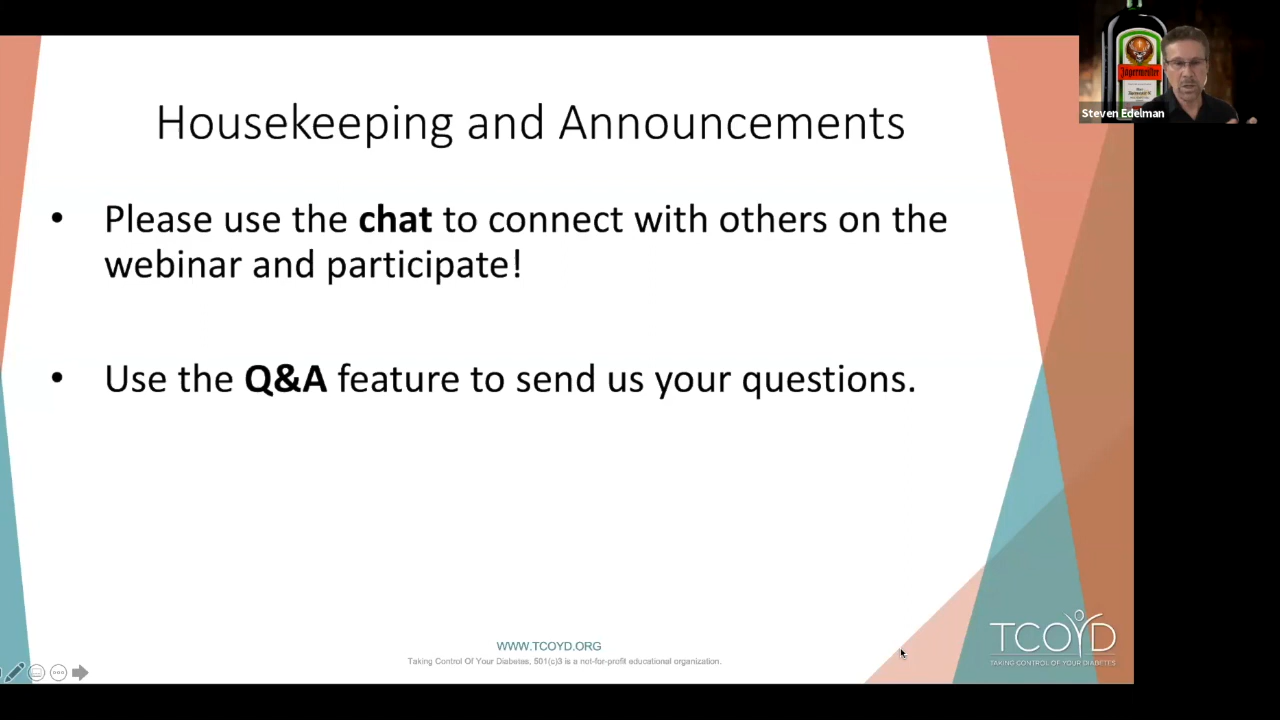 Jägermeister
Steven Edelman
Housekeeping and Announcements
• Please use the chat to connect with others on the
webinar and participate!
• Use the Q&A feature to send us your questions.
WWW.TCOYD.ORG
Taking Control Of Your Diabetes, 501(c)3 is a not-for-profit educational organization.
TCOYD
TAKING CONTROL OF YOUR DIABETES